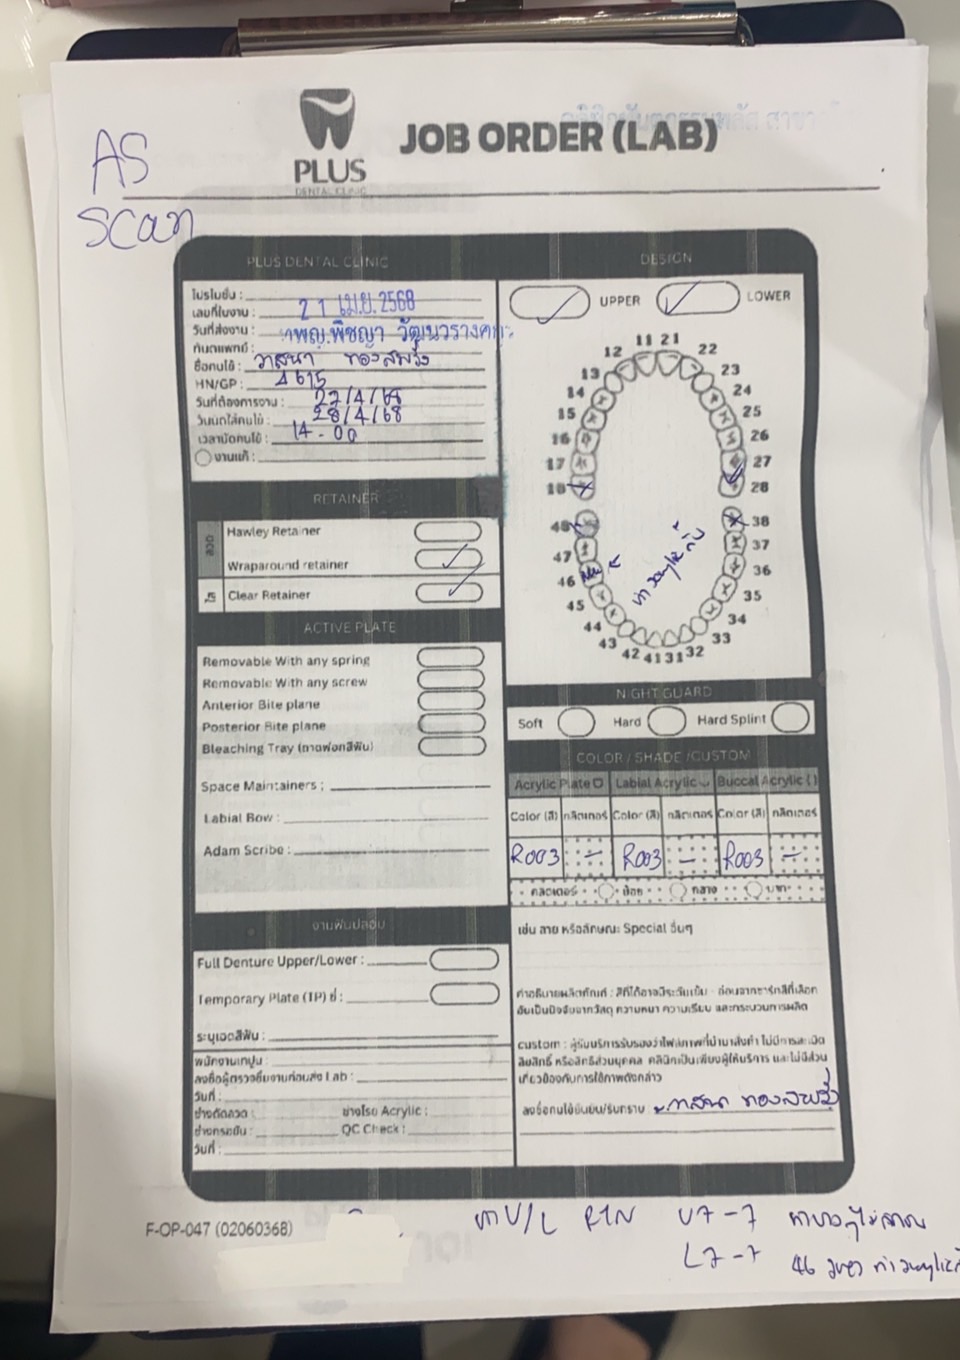 AS
scan
PLUS
DENTAL CLINIC
JOB ORDER (LAB)
PLUS DENTAL CLINIC
โปรโมชั่น :
เลขที่ใบงาน :
21 เม.ย. 2568
วันที่ส่งงาน :
ทพญ.พิชญา วัฒนวรางคณา
ทันตแพทย์
ชื่อคนไข้ : วาสนา
HN/GP : 4615
วันที่ต้องการงาน : 27/4/68
วันนัดใส่คนไข้ : 28/4/68
เวลานัดคนไข้ : 14-00
งานแก้ :
RETAINER
ลวด
Hawley Retainer
Wraparound retainer
ใส
Clear Retainer
ACTIVE PLATE
Removable With any spring
Removable With any screw
Anterior Bite plane
Posterior Bite plane
Bleaching Tray (ถาดฟอกสีฟัน)
Space Maintainers :
Labial Bow :
Adam Scribe :
งานฟันปลอม
Full Denture Upper/Lower :
Temporary Plate (TP) ซี่ :
ระบุเฉดสีฟัน :
พนักงานเทปูน :
ลงชื่อผู้ตรวจชิ้นงานก่อนส่ง Lab :
วันที่ :
ช่างดัดลวด : ช่างโรย Acrylic :
ช่างกรอขัด : QC Check :
วันที่ :
DESIGN
UPPER LOWER
11 21
12 22
13 23
14 24
15 25
16 26
17 27
18 28
48 38
47 37
46 36
45 35
44 34
43 33
42 41 31 32
NIGHT GUARD
Soft Hard Hard Splint
COLOR / SHADE /CUSTOM
Acrylic Plate Labial Acrylic Buccal Acrylic
Color (สี) กลิตเตอร์ Color (สี) กลิตเตอร์ Color (สี) กลิตเตอร์
R003 - R003 - R003 -
กลิตเตอร์ น้อย กลาง มาก
เช่น ลาย หรือลักษณะ Special อื่นๆ
คำอธิบายผลิตภัณฑ์ : สีที่ได้อาจมีระดับเข้ม - อ่อนจากชาร์ทสีที่เลือก
อันเป็นปัจจัยจากวัสดุ ความหนา ความเรียบ และกระบวนการผลิต
custom : ผู้รับบริการรับรองว่าไฟล์ภาพที่นำมาสั่งทำ ไม่มีการละเมิด
ลิขสิทธิ์ หรือสิทธิส่วนบุคคล คลินิกเป็นเพียงผู้ให้บริการ และไม่มีส่วน
เกี่ยวข้องกับการใช้ภาพดังกล่าว
ลงชื่อคนไข้ยืนยัน/รับทราบ วาสนา
F-OP-047 (02060368)
ทำ U/L RTN U7-7
L7-7 46